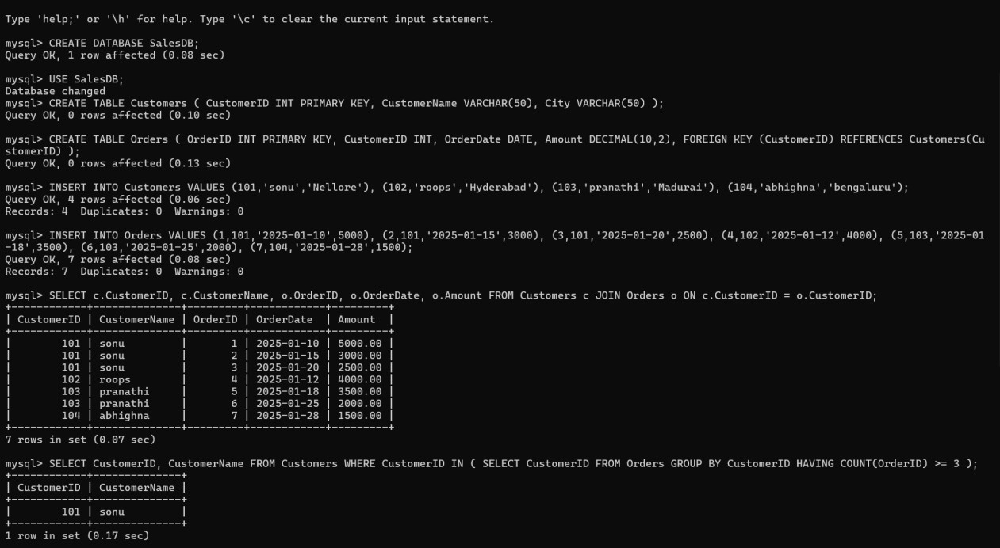 Type 'help;' or '\h' for help. Type '\c' to clear the current input statement.
mysql> CREATE DATABASE SalesDB;
Query OK, 1 row affected (0.08 sec)
mysql> USE SalesDB;
Database changed
mysql> CREATE TABLE Customers ( CustomerID INT PRIMARY KEY, CustomerName VARCHAR(50), City VARCHAR(50) );
Query OK, 0 rows affected (0.10 sec)
mysql> CREATE TABLE Orders ( OrderID INT PRIMARY KEY, CustomerID INT, OrderDate DATE, Amount DECIMAL(10,2), FOREIGN KEY (CustomerID) REFERENCES Customers(Cu
stomerID) );
Query OK, 0 rows affected (0.13 sec)
mysql> INSERT INTO Customers VALUES (101,'sonu','Nellore'), (102,'roops','Hyderabad'), (103,'pranathi','Madurai'), (104,'abhighna','bengaluru');
Query OK, 4 rows affected (0.06 sec)
Records: 4  Duplicates: 0  Warnings: 0
mysql> INSERT INTO Orders VALUES (1,101,'2025-01-10',5000), (2,101,'2025-01-15',3000), (3,101,'2025-01-20',2500), (4,102,'2025-01-12',4000), (5,103,'2025-01
-18',3500), (6,103,'2025-01-25',2000), (7,104,'2025-01-28',1500);
Query OK, 7 rows affected (0.08 sec)
Records: 7  Duplicates: 0  Warnings: 0
mysql> SELECT c.CustomerID, c.CustomerName, o.OrderID, o.OrderDate, o.Amount FROM Customers c JOIN Orders o ON c.CustomerID = o.CustomerID;
+------------+--------------+---------+------------+---------+
| CustomerID | CustomerName | OrderID | OrderDate  | Amount  |
+------------+--------------+---------+------------+---------+
|        101 | sonu         |       1 | 2025-01-10 | 5000.00 |
|        101 | sonu         |       2 | 2025-01-15 | 3000.00 |
|        101 | sonu         |       3 | 2025-01-20 | 2500.00 |
|        102 | roops        |       4 | 2025-01-12 | 4000.00 |
|        103 | pranathi     |       5 | 2025-01-18 | 3500.00 |
|        103 | pranathi     |       6 | 2025-01-25 | 2000.00 |
|        104 | abhighna     |       7 | 2025-01-28 | 1500.00 |
+------------+--------------+---------+------------+---------+
7 rows in set (0.07 sec)
mysql> SELECT CustomerID, CustomerName FROM Customers WHERE CustomerID IN ( SELECT CustomerID FROM Orders GROUP BY CustomerID HAVING COUNT(OrderID) >= 3 );
+------------+--------------+
| CustomerID | CustomerName |
+------------+--------------+
|        101 | sonu         |
+------------+--------------+
1 row in set (0.17 sec)